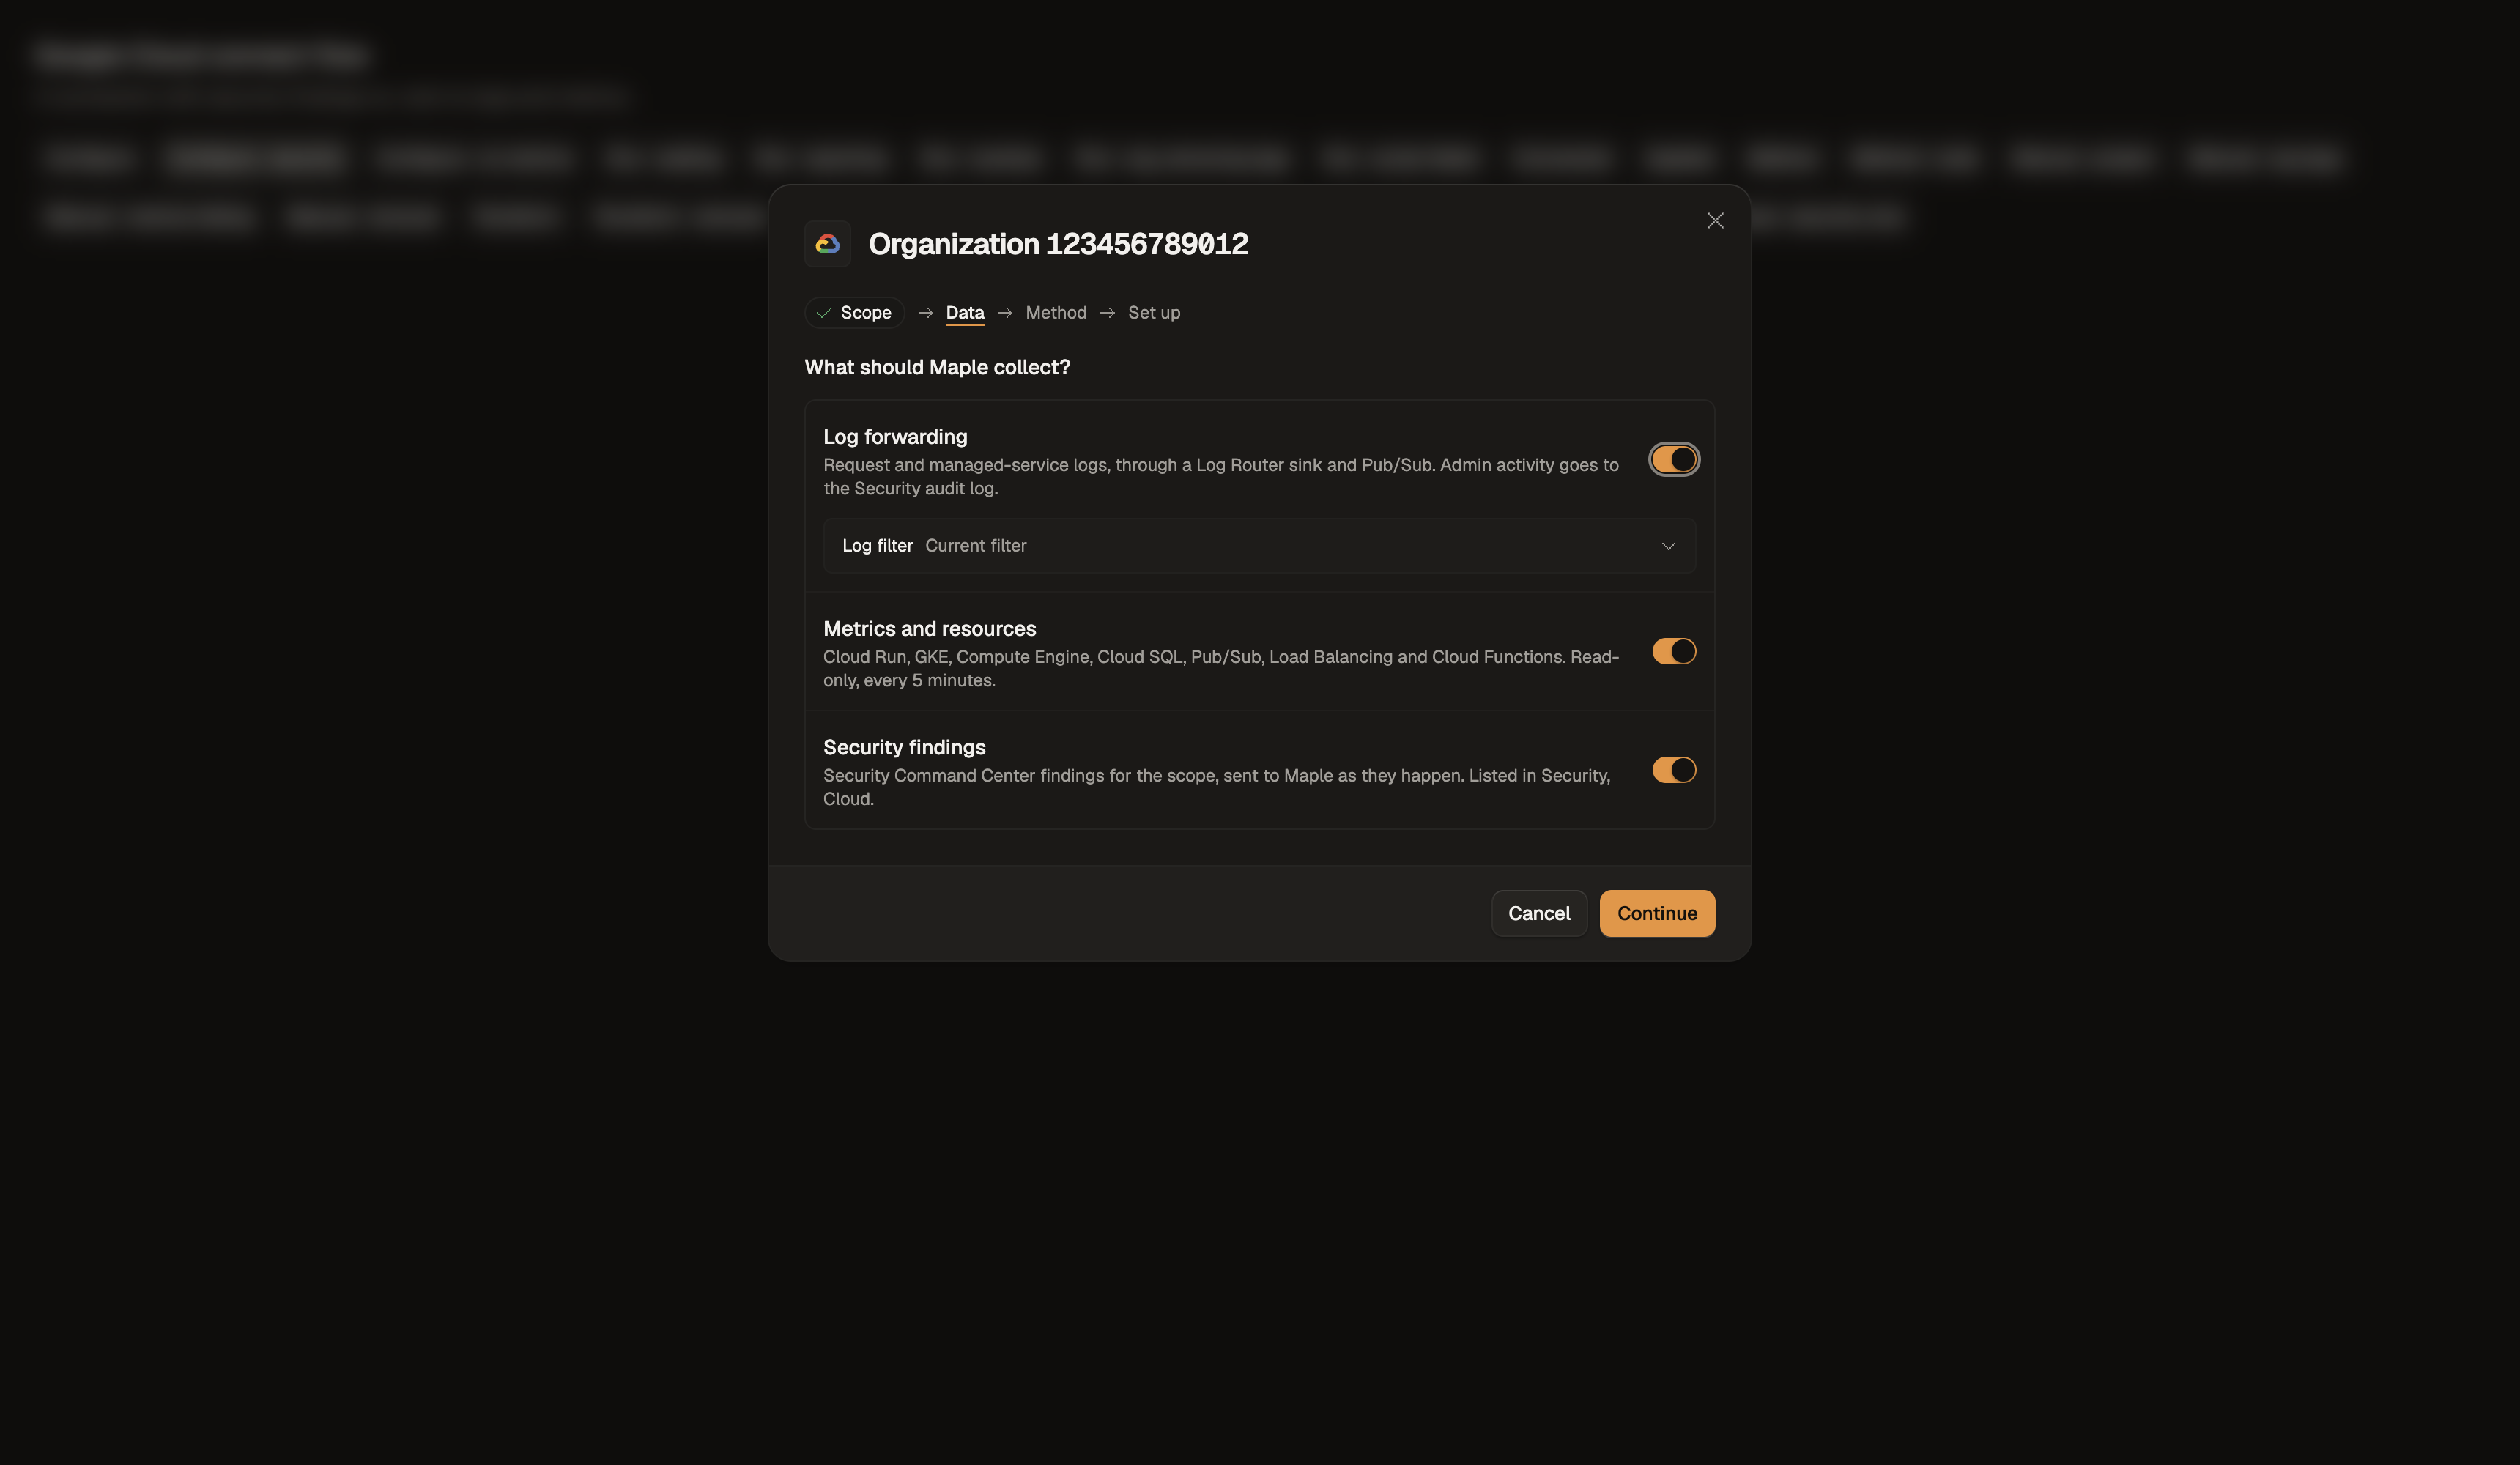 Organization 123456789012
Scope → Data → Method → Set up
What should Maple collect?
Log forwarding
Request and managed-service logs, through a Log Router sink and Pub/Sub. Admin activity goes to
the Security audit log.
Log filter Current filter
Metrics and resources
Cloud Run, GKE, Compute Engine, Cloud SQL, Pub/Sub, Load Balancing and Cloud Functions. Read-
only, every 5 minutes.
Security findings
Security Command Center findings for the scope, sent to Maple as they happen. Listed in Security,
Cloud.
Cancel Continue